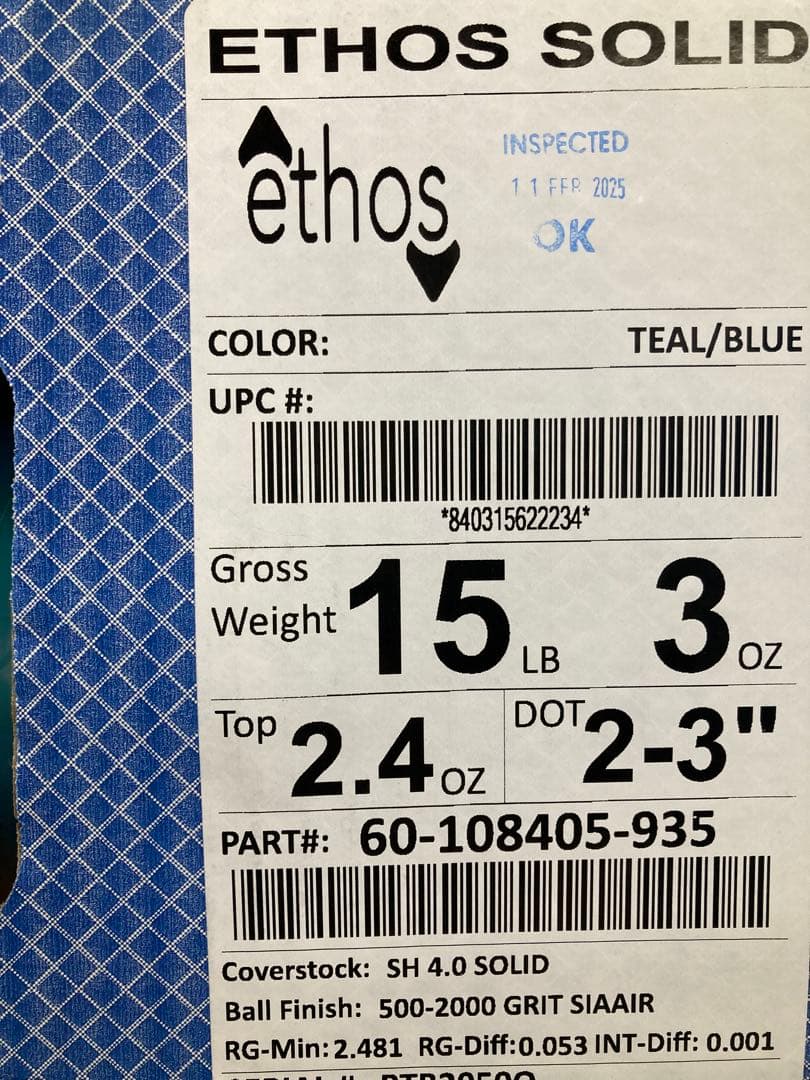 ETHOS SOLID
ethos
INSPECTED
11 FEB 2025
OK
COLOR: TEAL/BLUE
UPC #:
*840315622234*
Gross Weight 15 LB 3 OZ
Top 2.4 OZ DOT 2-3"
PART#: 60-108405-935
Coverstock: SH 4.0 SOLID
Ball Finish: 500-2000 GRIT SIAAIR
RG-Min: 2.481 RG-Diff: 0.053 INT-Diff: 0.001